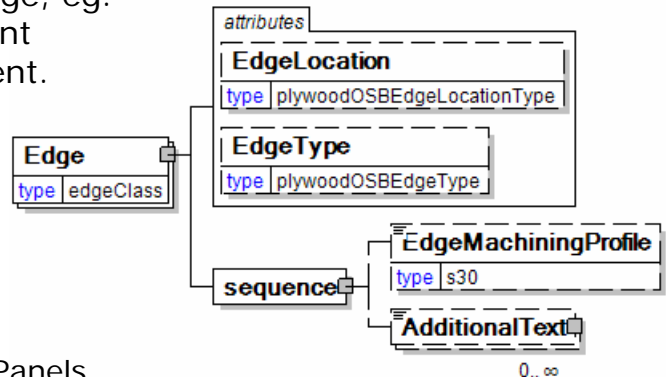 ge, eg.
nt
ent.
attributes
EdgeLocation
type plywoodOSBEdgeLocationType
EdgeType
type plywoodOSBEdgeType
Edge
type edgeClass
EdgeMachiningProfile
type s30
sequence
AdditionalText
0..∞
Panels